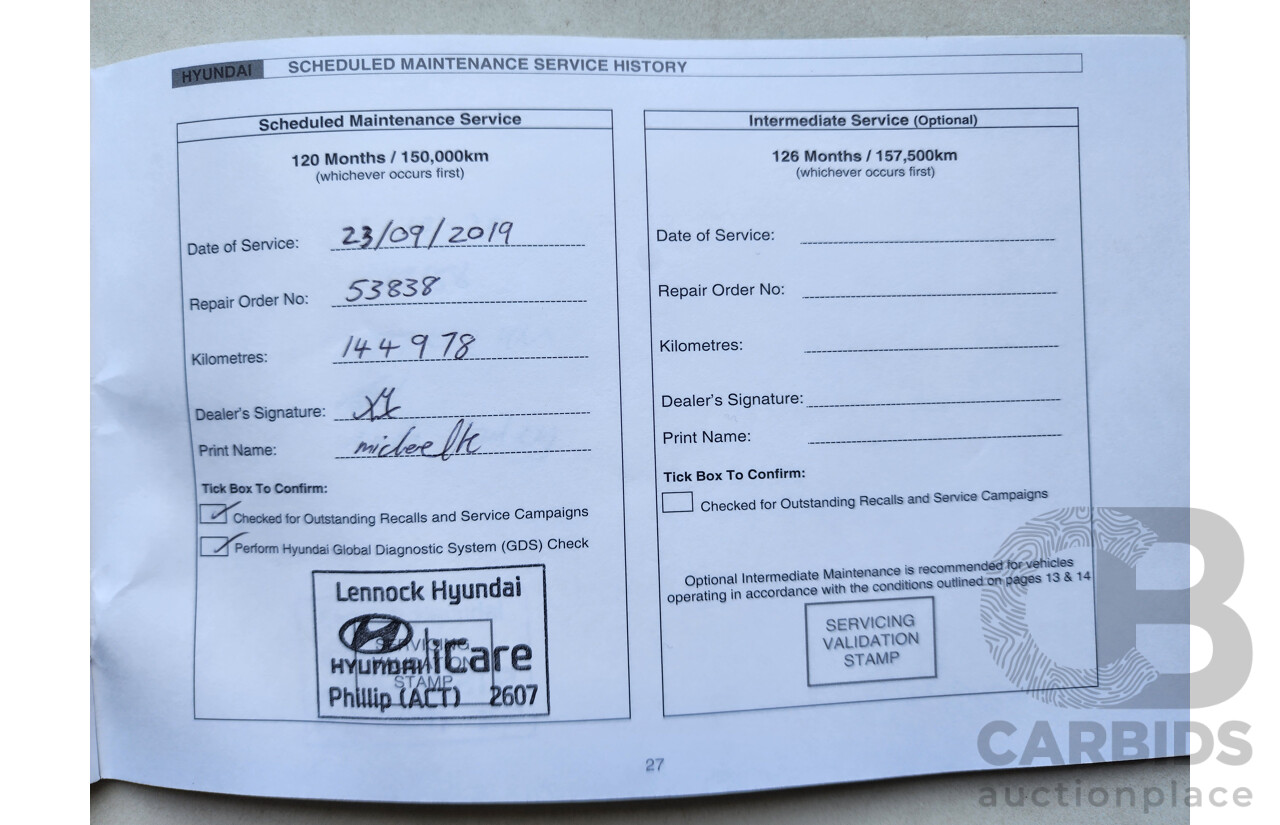 HYUNDAI SCHEDULED MAINTENANCE SERVICE HISTORY
Scheduled Maintenance Service
120 Months / 150,000km
(whichever occurs first)
Date of Service: 23/09/2019
Repair Order No: 53838
Kilometres: 144978
Dealer's Signature:
Print Name:
Tick Box To Confirm:
Checked for Outstanding Recalls and Service Campaigns
Perform Hyundai Global Diagnostic System (GDS) Check
Lennock Hyundai
HYUNDAI iCare
SERVICING
VALIDATION
STAMP
Phillip (ACT) 2607
Intermediate Service (Optional)
126 Months / 157,500km
(whichever occurs first)
Date of Service:
Repair Order No:
Kilometres:
Dealer's Signature:
Print Name:
Tick Box To Confirm:
Checked for Outstanding Recalls and Service Campaigns
Optional Intermediate Maintenance is recommended for vehicles
operating in accordance with the conditions outlined on pages 13 & 14
SERVICING
VALIDATION
STAMP
27
CB
CARBIDS
auctionplace